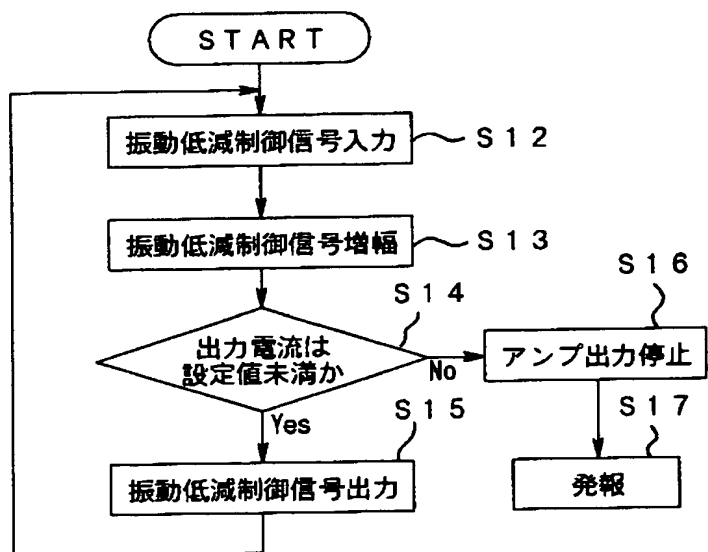 START
振動低減制御信号入力
S12
振動低減制御信号増幅
S13
S14
出力電流は
設定値未満か
No
Yes
S16
アンプ出力停止
S15
振動低減制御信号出力
S17
発報